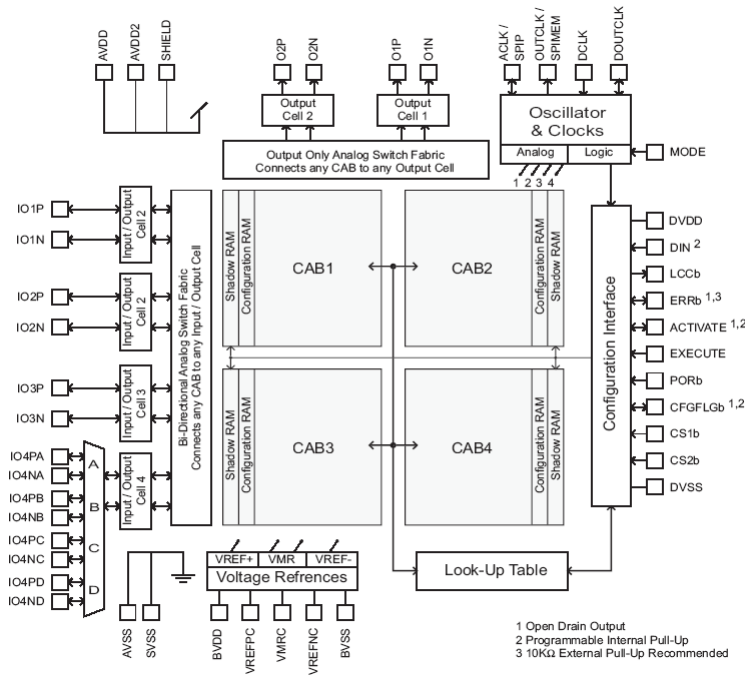 AVDD
AVDD2
SHIELD
O2P
O2N
O1P
O1N
ACLK /
SPIP
OUTCLK /
SPIMEM
DCLK
DOUTCLK
Output
Cell 2
Output
Cell 1
Oscillator
& Clocks
Analog
Logic
MODE
Output Only Analog Switch Fabric
Connects any CAB to any Output Cell
1 2 3 4
IO1P
IO1N
IO2P
IO2N
IO3P
IO3N
IO4PA
IO4NA
IO4PB
IO4NB
IO4PC
IO4NC
IO4PD
IO4ND
A
B
C
D
Input / Output
Cell 2
Input / Output
Cell 2
Input / Output
Cell 3
Input / Output
Cell 4
Bi-Directional Analog Switch Fabric
Connects any CAB to any Input / Output Cell
Shadow RAM
Configuration RAM
CAB1
CAB2
Configuration RAM
Shadow RAM
Shadow RAM
Configuration RAM
CAB3
CAB4
Configuration RAM
Shadow RAM
Configuration Interface
DVDD
DIN 2
LCCb
ERRb 1,3
ACTIVATE 1,2
EXECUTE
PORb
CFGFLGb 1,2
CS1b
CS2b
DVSS
VREF+
VMR
VREF-
Voltage Refrences
Look-Up Table
AVSS
SVSS
BVDD
VREFPC
VMRC
VREFNC
BVSS
1 Open Drain Output
2 Programmable Internal Pull-Up
3 10KΩ External Pull-Up Recommended